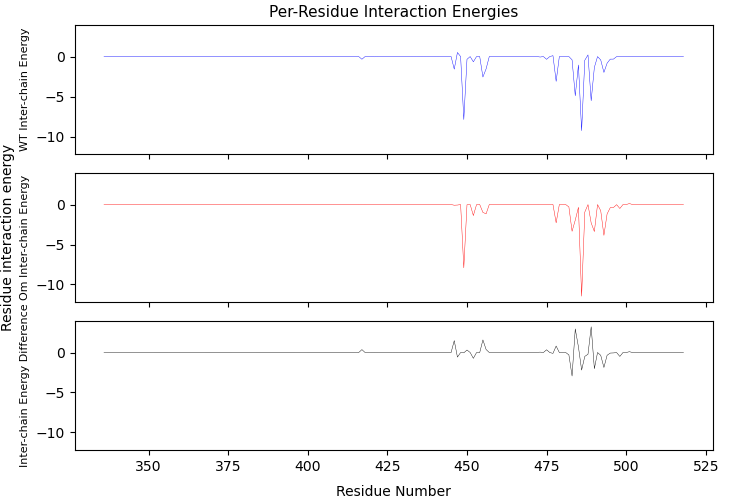 Per-Residue Interaction Energies
Residue interaction energy
WT Inter-chain Energy
0
−5
−10
Om Inter-chain Energy
0
−5
−10
Inter-chain Energy Difference
0
−5
−10
350
375
400
425
450
475
500
525
Residue Number